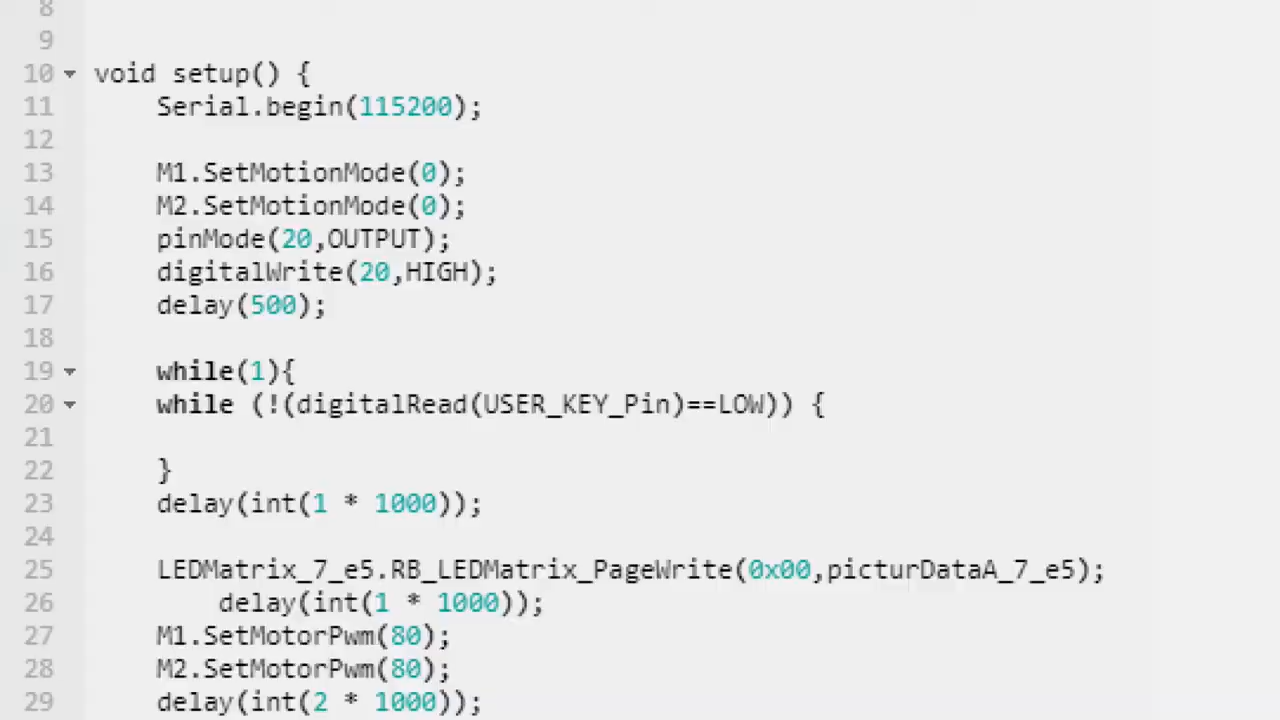 8
9
10 void setup() {
11 Serial.begin(115200);
12
13 M1.SetMotionMode(0);
14 M2.SetMotionMode(0);
15 pinMode(20,OUTPUT);
16 digitalWrite(20,HIGH);
17 delay(500);
18
19 while(1){
20 while (!(digitalRead(USER_KEY_Pin)==LOW)) {
21
22 }
23 delay(int(1 * 1000));
24
25 LEDMatrix_7_e5.RB_LEDMatrix_PageWrite(0x00,picturDataA_7_e5);
26 delay(int(1 * 1000));
27 M1.SetMotorPwm(80);
28 M2.SetMotorPwm(80);
29 delay(int(2 * 1000));